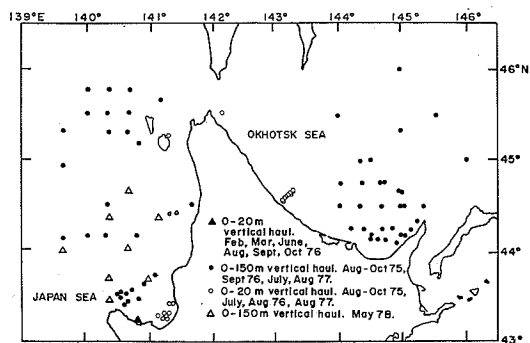 139°E 140° 141° 142° 143° 144° 145° 146°
46°N
OKHOTSK SEA
45°
▲ 0-20m
vertical haul.
Feb, Mar, June,
Aug, Sept, Oct 76
44°
● 0-150m vertical haul. Aug-Oct 75,
Sept 76, July, Aug 77.
○ 0-20 m vertical haul. Aug-Oct 75,
July, Aug 76, Aug 77.
JAPAN SEA
△ 0-150m vertical haul. May 78.
43°